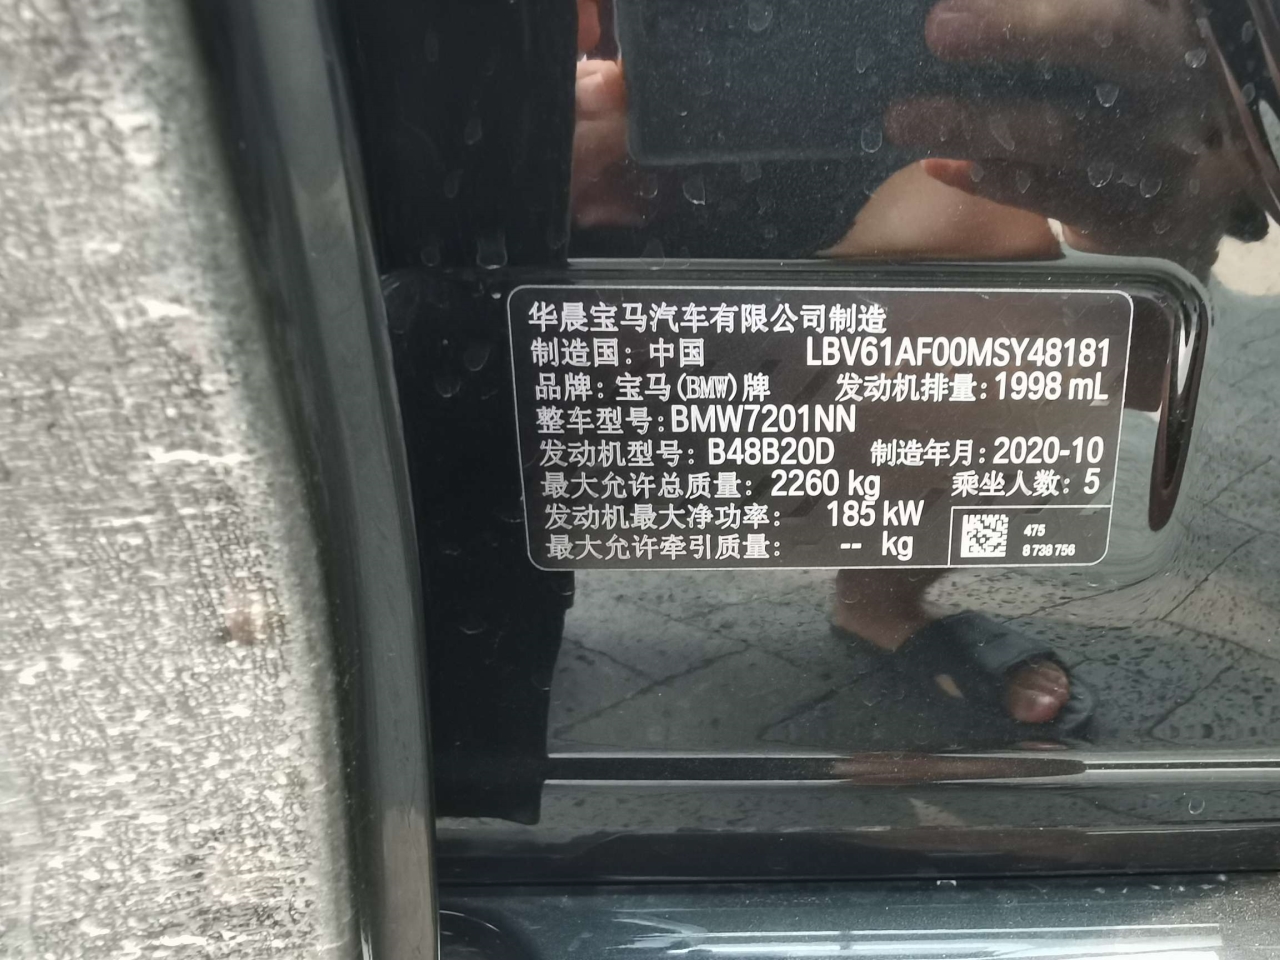 华晨宝马汽车有限公司制造
制造国：中国 LBV61AF00MSY48181
品牌：宝马(BMW)牌 发动机排量：1998 mL
整车型号：BMW7201NN
发动机型号：B48B20D 制造年月：2020-10
最大允许总质量：2260 kg 乘坐人数：5
发动机最大净功率：185 kW
最大允许牵引质量：-- kg
475
8 738 756